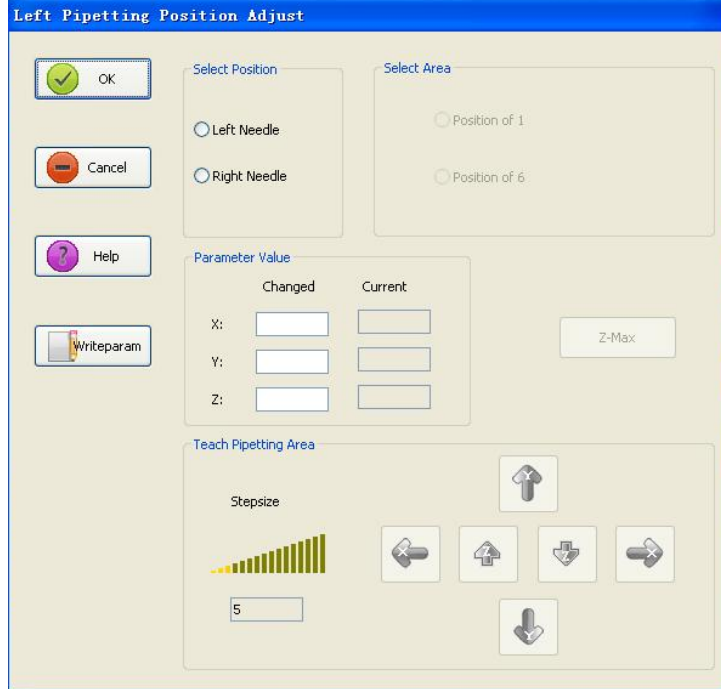 Left Pipetting Position Adjust
OK
Cancel
Help
Writeparam
Select Position
Left Needle
Right Needle
Select Area
Position of 1
Position of 6
Parameter Value
Changed Current
X:
Y:
Z:
Z-Max
Teach Pipetting Area
Stepsize
5
Y
X Z Z X
Y